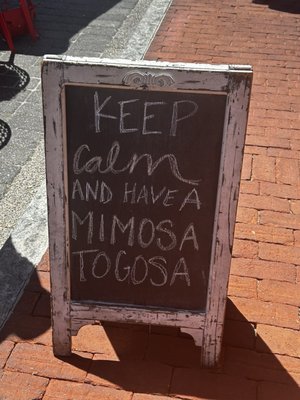 KEEP
Calm
AND HAVE A
MIMOSA
TOGOSA